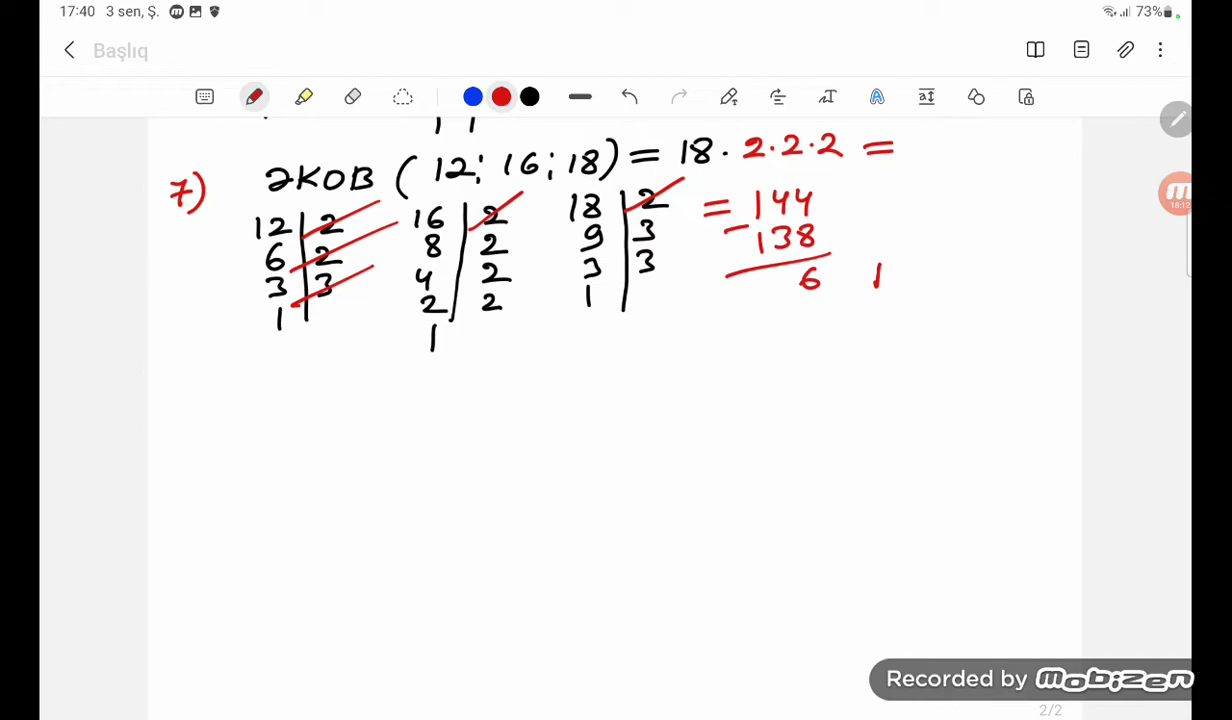 17:40 3 sen, Ş. 73%
Başlıq
7) ƏKOB (12; 16; 18) = 18 · 2 · 2 · 2 =
12 | 2 16 | 2 18 | 2 = 144
6 | 2 8 | 2 9 | 3 - 138
3 | 3 4 | 2 3 | 3 6
1 2 | 2 1
1
18:12
Recorded by mobizen
2/2